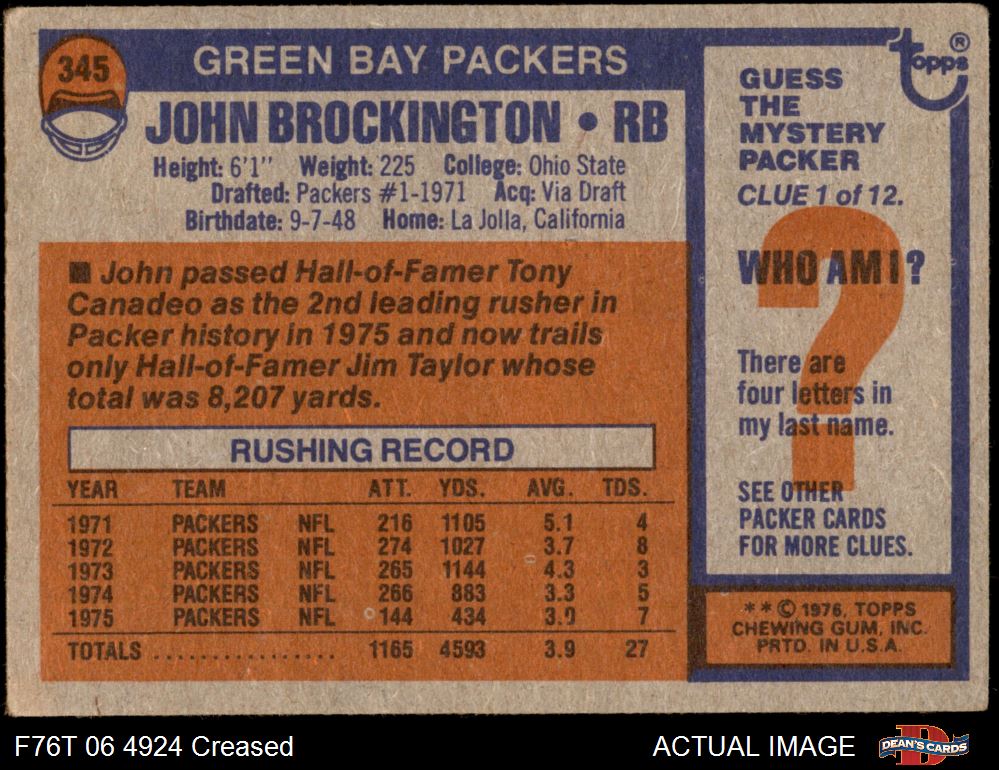 345
GREEN BAY PACKERS
JOHN BROCKINGTON • RB
Height: 6'1" Weight: 225 College: Ohio State
Drafted: Packers #1-1971 Acq: Via Draft
Birthdate: 9-7-48 Home: La Jolla, California
■ John passed Hall-of-Famer Tony
Canadeo as the 2nd leading rusher in
Packer history in 1975 and now trails
only Hall-of-Famer Jim Taylor whose
total was 8,207 yards.
RUSHING RECORD
YEAR TEAM ATT. YDS. AVG. TDS.
1971 PACKERS NFL 216 1105 5.1 4
1972 PACKERS NFL 274 1027 3.7 8
1973 PACKERS NFL 265 1144 4.3 3
1974 PACKERS NFL 266 883 3.3 5
1975 PACKERS NFL 144 434 3.0 7
TOTALS ................ 1165 4593 3.9 27
topps ®
GUESS
THE
MYSTERY
PACKER
CLUE 1 of 12.
WHO AM I?
?
There are
four letters in
my last name.
SEE OTHER
PACKER CARDS
FOR MORE CLUES.
**© 1976, TOPPS
CHEWING GUM, INC.
PRTD. IN U.S.A.
F76T 06 4924 Creased
ACTUAL IMAGE
DEAN'S CARDS